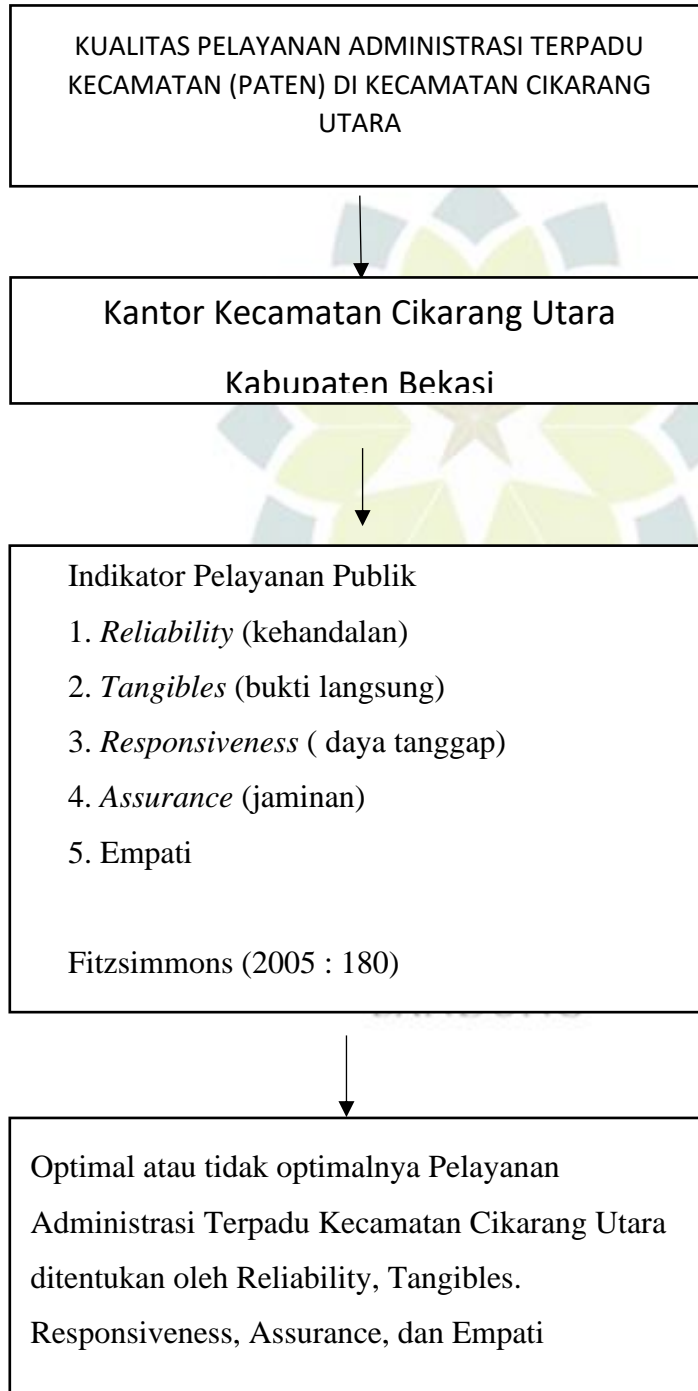 KUALITAS PELAYANAN ADMINISTRASI TERPADU
KECAMATAN (PATEN) DI KECAMATAN CIKARANG
UTARA
Kantor Kecamatan Cikarang Utara
Kabupaten Bekasi
Indikator Pelayanan Publik
1. Reliability (kehandalan)
2. Tangibles (bukti langsung)
3. Responsiveness ( daya tanggap)
4. Assurance (jaminan)
5. Empati
Fitzsimmons (2005 : 180)
Optimal atau tidak optimalnya Pelayanan
Administrasi Terpadu Kecamatan Cikarang Utara
ditentukan oleh Reliability, Tangibles.
Responsiveness, Assurance, dan Empati